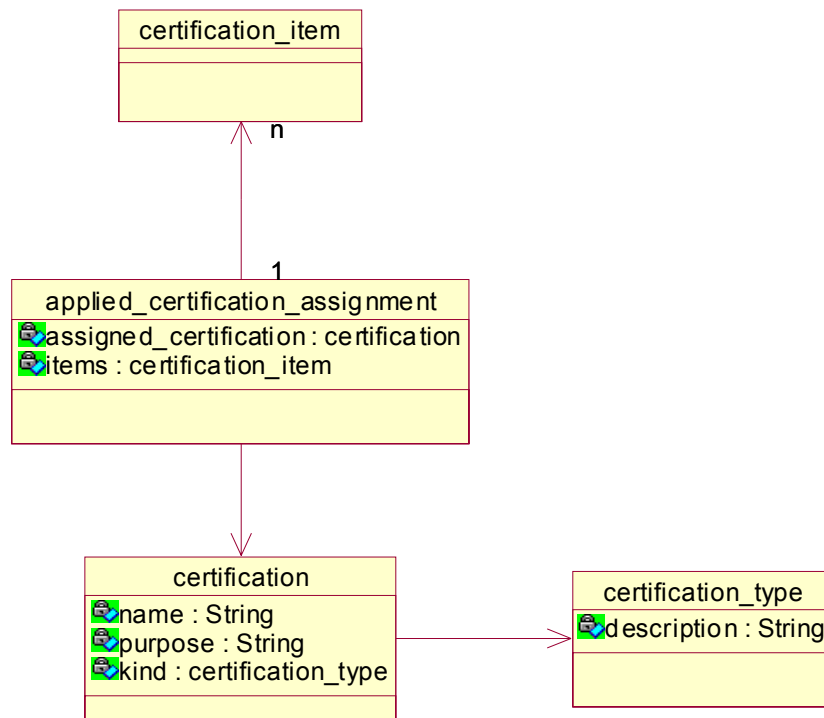 certification_item
n
1
applied_certification_assignment
assigned_certification : certification
items : certification_item
certification
name : String
purpose : String
kind : certification_type
certification_type
description : String